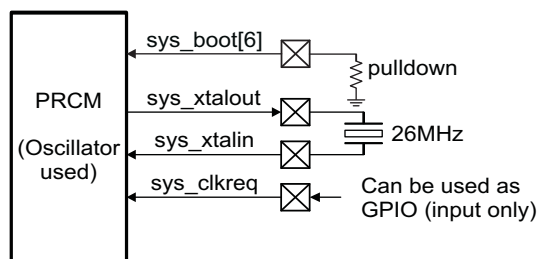 sys_boot[6]
pulldown
PRCM
(Oscillator
used)
sys_xtalout
26MHz
sys_xtalin
sys_clkreq
Can be used as
GPIO (input only)